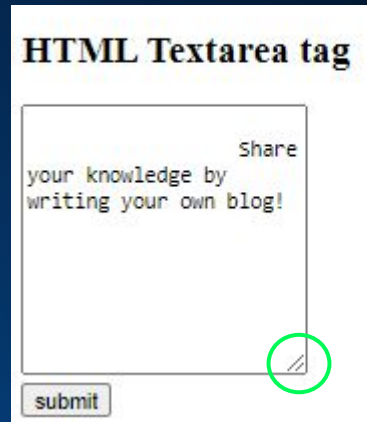 HTML Textarea tag
Share
your knowledge by
writing your own blog!
submit